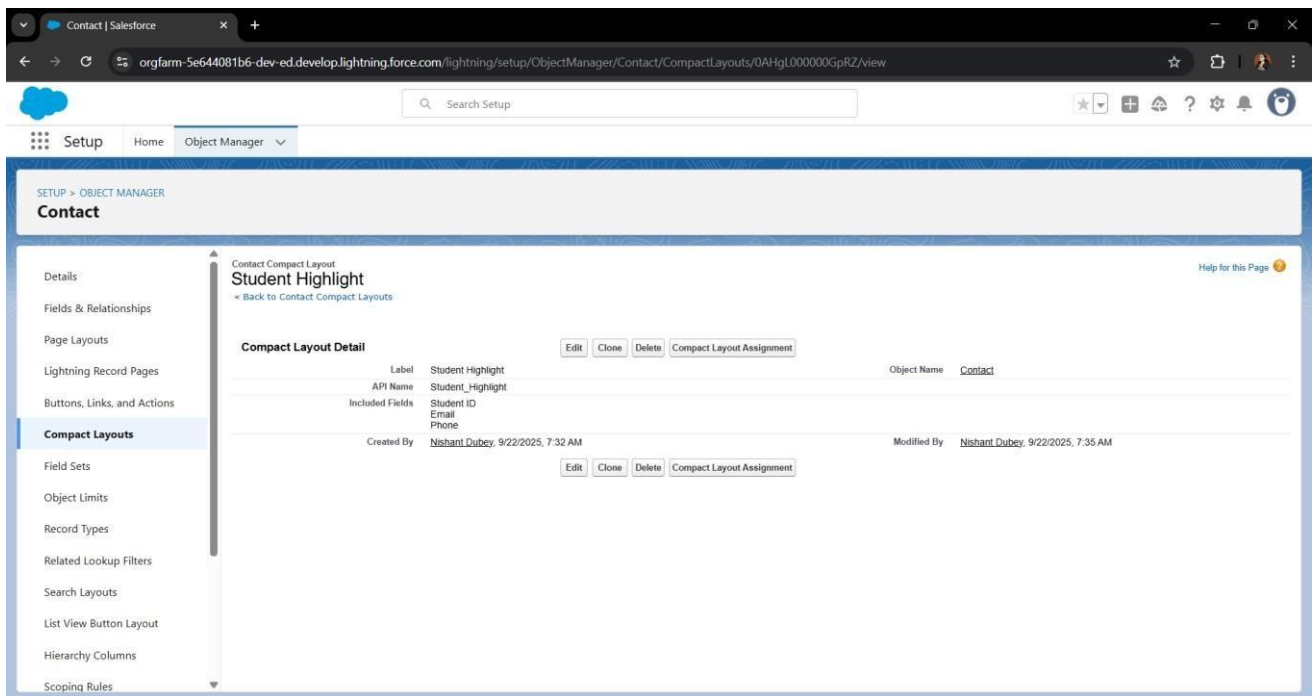 Contact | Salesforce
orgfarm-5e644081b6-dev-ed.develop.lightning.force.com/lightning/setup/ObjectManager/Contact/CompactLayouts/0AHgL000000GpRZ/view
Search Setup
Setup Home Object Manager
SETUP > OBJECT MANAGER
Contact
Details
Fields & Relationships
Page Layouts
Lightning Record Pages
Buttons, Links, and Actions
Compact Layouts
Field Sets
Object Limits
Record Types
Related Lookup Filters
Search Layouts
List View Button Layout
Hierarchy Columns
Scoping Rules
Contact Compact Layout
Student Highlight
« Back to Contact Compact Layouts
Help for this Page
Compact Layout Detail Edit Clone Delete Compact Layout Assignment
Label Student Highlight Object Name Contact
API Name Student_Highlight
Included Fields Student ID
Email
Phone
Created By Nishant Dubey, 9/22/2025, 7:32 AM Modified By Nishant Dubey, 9/22/2025, 7:35 AM
Edit Clone Delete Compact Layout Assignment